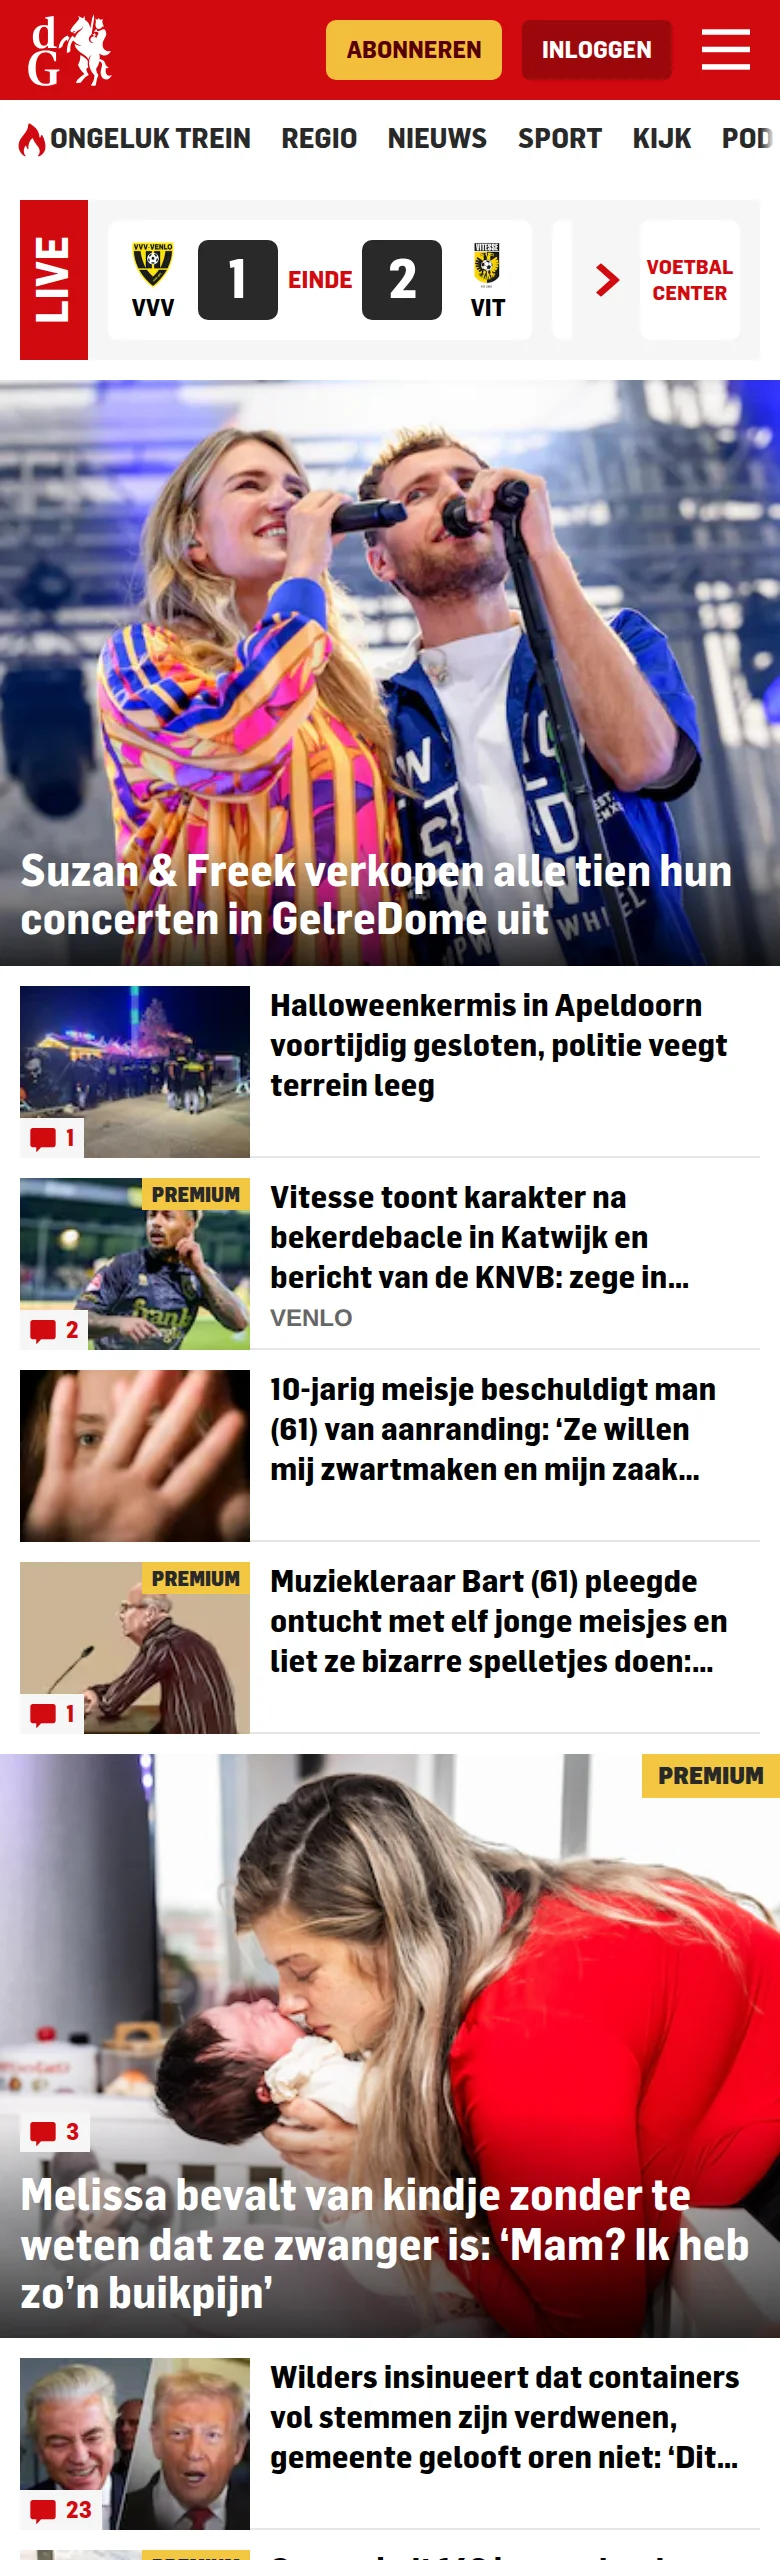 d
G
ABONNEREN
INLOGGEN
ONGELUK TREIN
REGIO
NIEUWS
SPORT
KIJK
POD
LIVE
VVV-VENLO
VVV
1
EINDE
2
VITESSE
VIT
VOETBAL
CENTER
Suzan & Freek verkopen alle tien hun
concerten in GelreDome uit
Halloweenkermis in Apeldoorn
voortijdig gesloten, politie veegt
terrein leeg
1
PREMIUM
Vitesse toont karakter na
bekerdebacle in Katwijk en
bericht van de KNVB: zege in...
VENLO
2
10-jarig meisje beschuldigt man
(61) van aanranding: ‘Ze willen
mij zwartmaken en mijn zaak...
PREMIUM
Muziekleraar Bart (61) pleegde
ontucht met elf jonge meisjes en
liet ze bizarre spelletjes doen:...
1
PREMIUM
3
Melissa bevalt van kindje zonder te
weten dat ze zwanger is: ‘Mam? Ik heb
zo’n buikpijn’
Wilders insinueert dat containers
vol stemmen zijn verdwenen,
gemeente gelooft oren niet: ‘Dit...
23